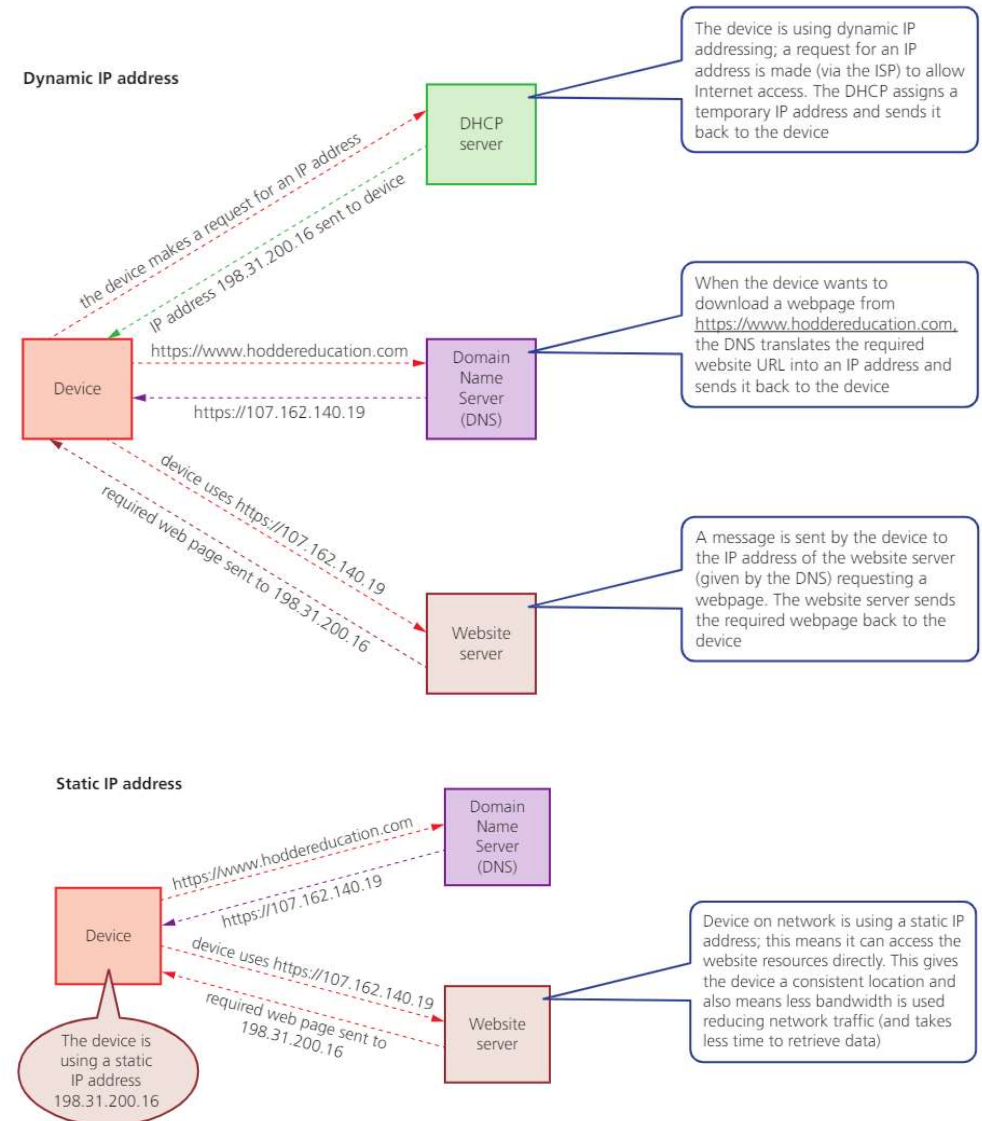 Dynamic IP address
The device is using dynamic IP
addressing; a request for an IP
address is made (via the ISP) to allow
Internet access. The DHCP assigns a
temporary IP address and sends it
back to the device
DHCP
server
the device makes a request for an IP address
IP address 198.31.200.16 sent to device
When the device wants to
download a webpage from
https://www.hoddereducation.com,
the DNS translates the required
website URL into an IP address and
sends it back to the device
https://www.hoddereducation.com
Device
Domain
Name
Server
(DNS)
https://107.162.140.19
device uses https://107.162.140.19
required web page sent to 198.31.200.16
A message is sent by the device to
the IP address of the website server
(given by the DNS) requesting a
webpage. The website server sends
the required webpage back to the
device
Website
server
Static IP address
Domain
Name
Server
(DNS)
https://www.hoddereducation.com
https://107.162.140.19
Device
device uses https://107.162.140.19
required web page sent to
198.31.200.16
Website
server
Device on network is using a static IP
address; this means it can access the
website resources directly. This gives
the device a consistent location and
also means less bandwidth is used
reducing network traffic (and takes
less time to retrieve data)
The device is
using a static
IP address
198.31.200.16